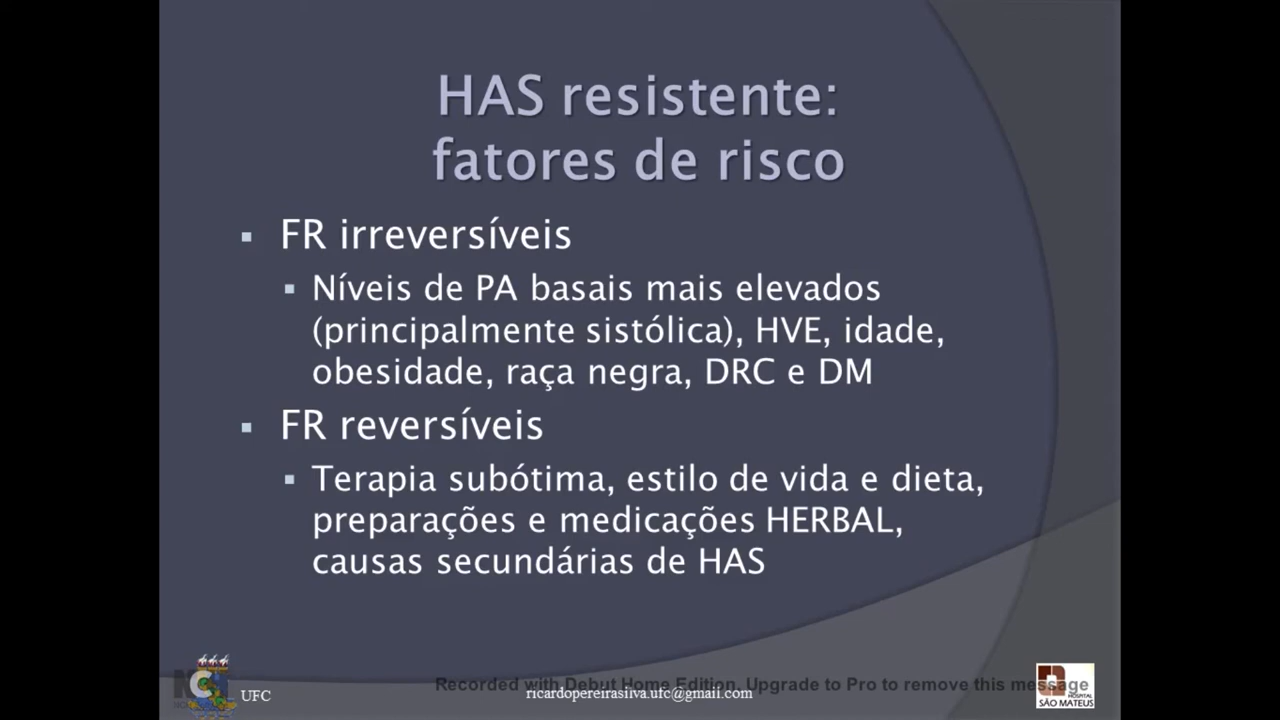 HAS resistente:
fatores de risco
▪ FR irreversíveis
▪ Níveis de PA basais mais elevados
(principalmente sistólica), HVE, idade,
obesidade, raça negra, DRC e DM
▪ FR reversíveis
▪ Terapia subótima, estilo de vida e dieta,
preparações e medicações HERBAL,
causas secundárias de HAS
UFC
Recorded with Debut Home Edition. Upgrade to Pro to remove this message
ricardopereirasilva.ufc@gmail.com
HOSPITAL
SÃO MATEUS